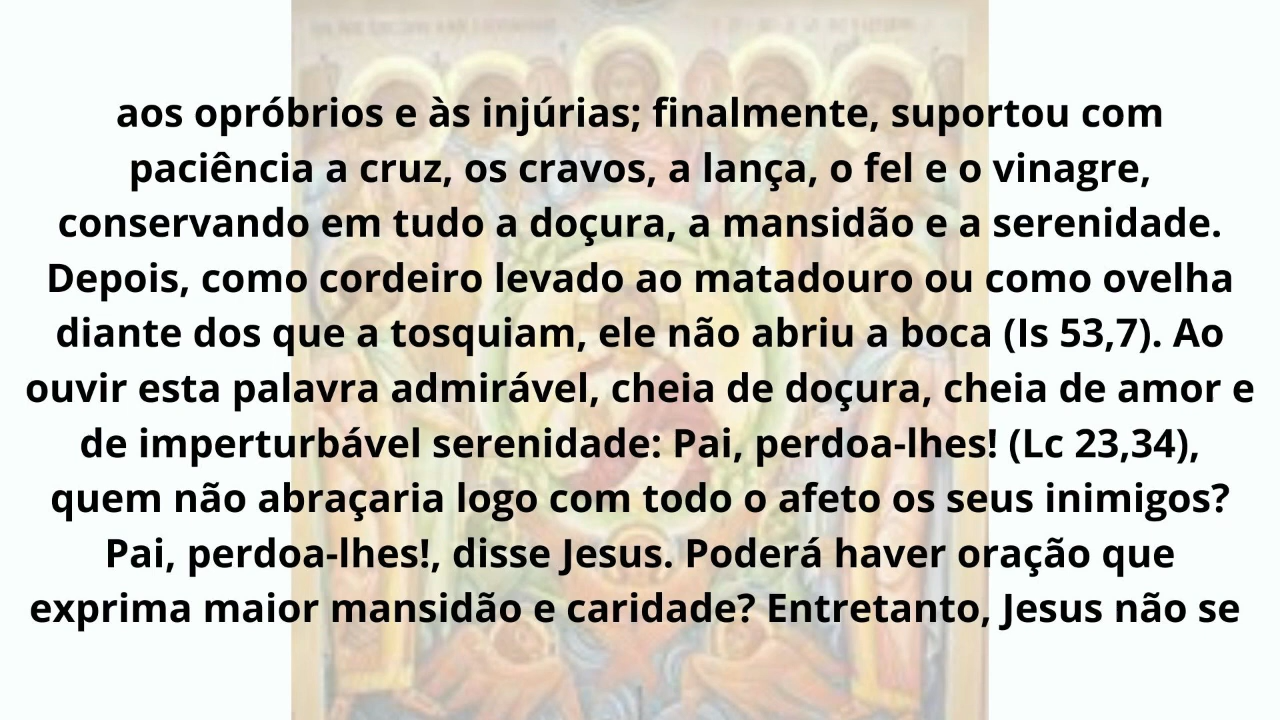 aos opróbrios e às injúrias; finalmente, suportou com
paciência a cruz, os cravos, a lança, o fel e o vinagre,
conservando em tudo a doçura, a mansidão e a serenidade.
Depois, como cordeiro levado ao matadouro ou como ovelha
diante dos que a tosquiam, ele não abriu a boca (Is 53,7). Ao
ouvir esta palavra admirável, cheia de doçura, cheia de amor e
de imperturbável serenidade: Pai, perdoa-lhes! (Lc 23,34),
quem não abraçaria logo com todo o afeto os seus inimigos?
Pai, perdoa-lhes!, disse Jesus. Poderá haver oração que
exprima maior mansidão e caridade? Entretanto, Jesus não se